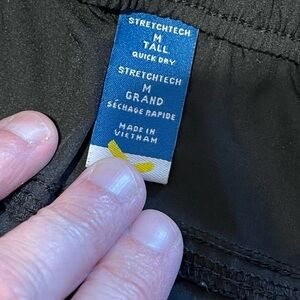 STRETCHTECH
M
TALL
QUICK DRY
STRETCHTECH
M
GRAND
SÉCHAGE RAPIDE
MADE IN
VIETNAM